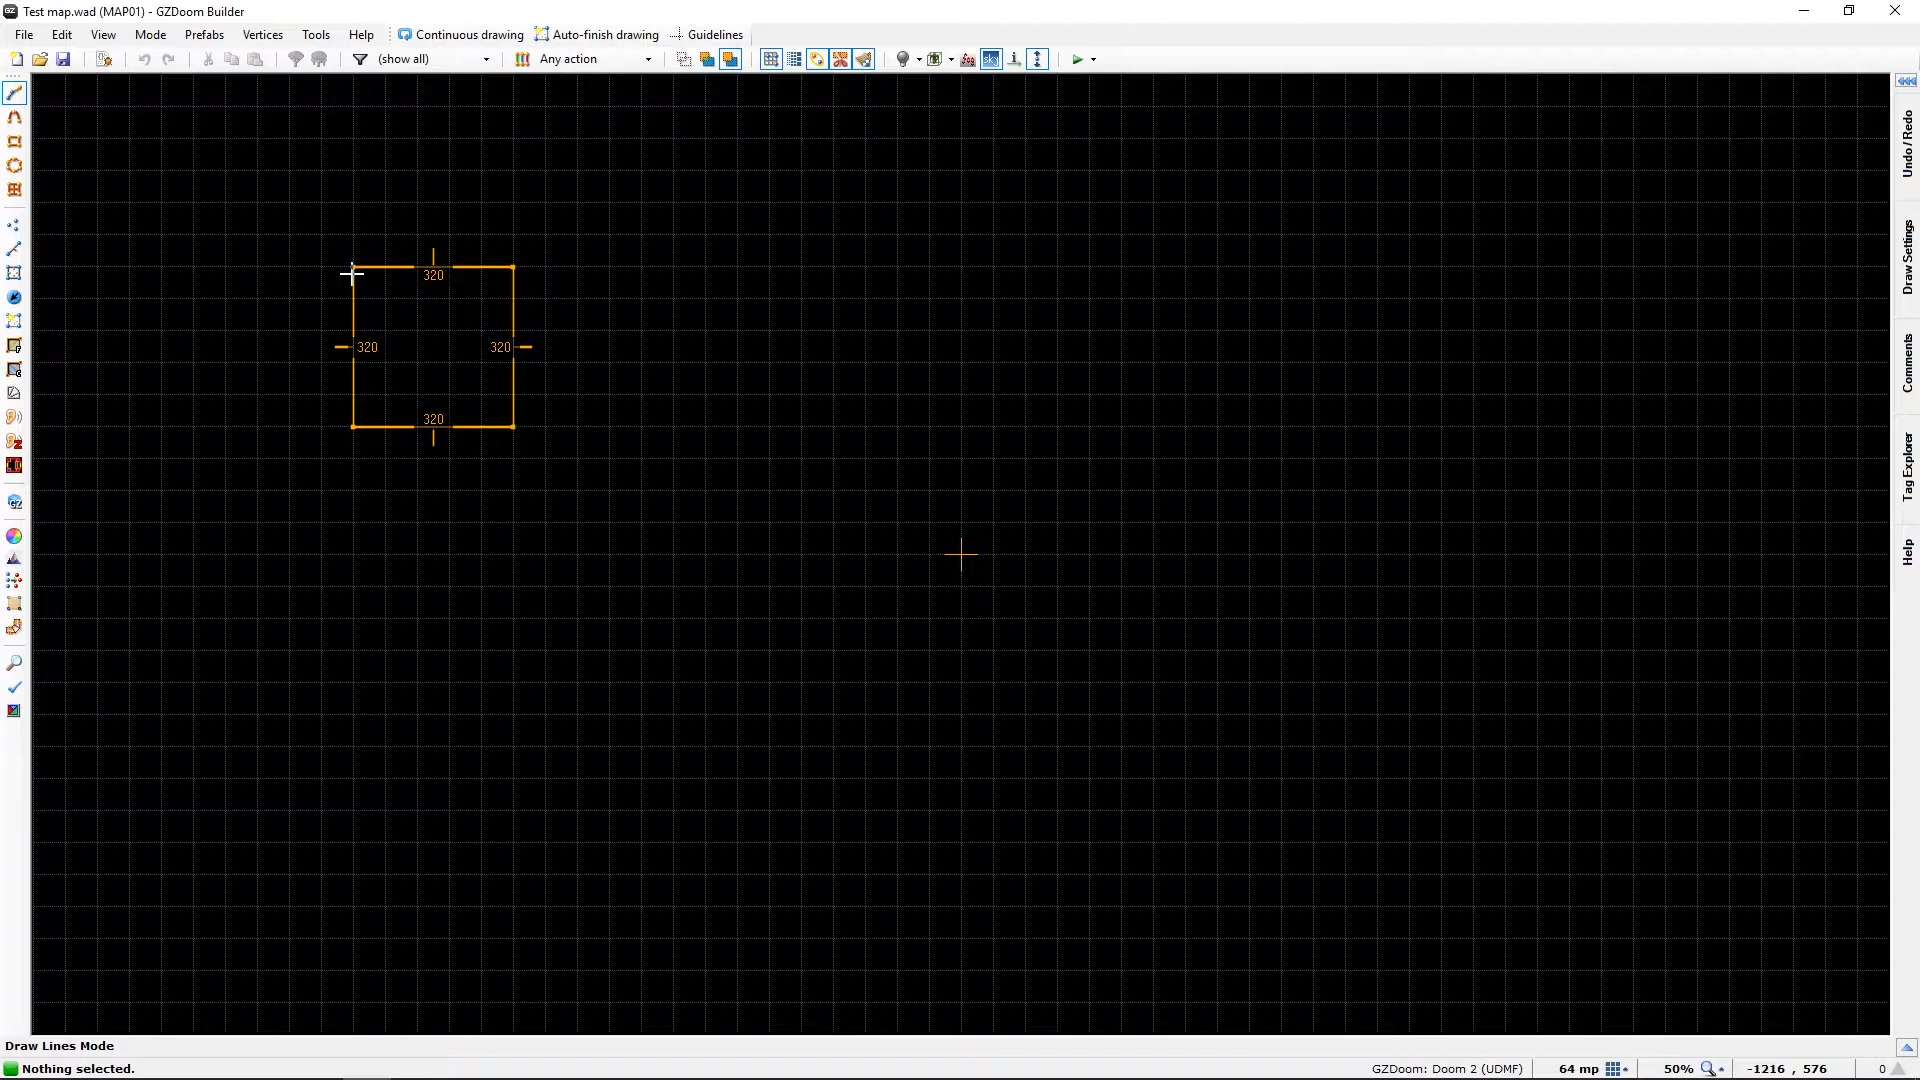 Test map.wad (MAP01) - GZDoom Builder
File Edit View Mode Prefabs Vertices Tools Help Continuous drawing Auto-finish drawing Guidelines
(show all) Any action
Undo / Redo
Draw Settings
Comments
Tag Explorer
Help
320
320 320
320
Draw Lines Mode
Nothing selected. GZDoom: Doom 2 (UDMF) 64 mp 50% -1216 , 576 0